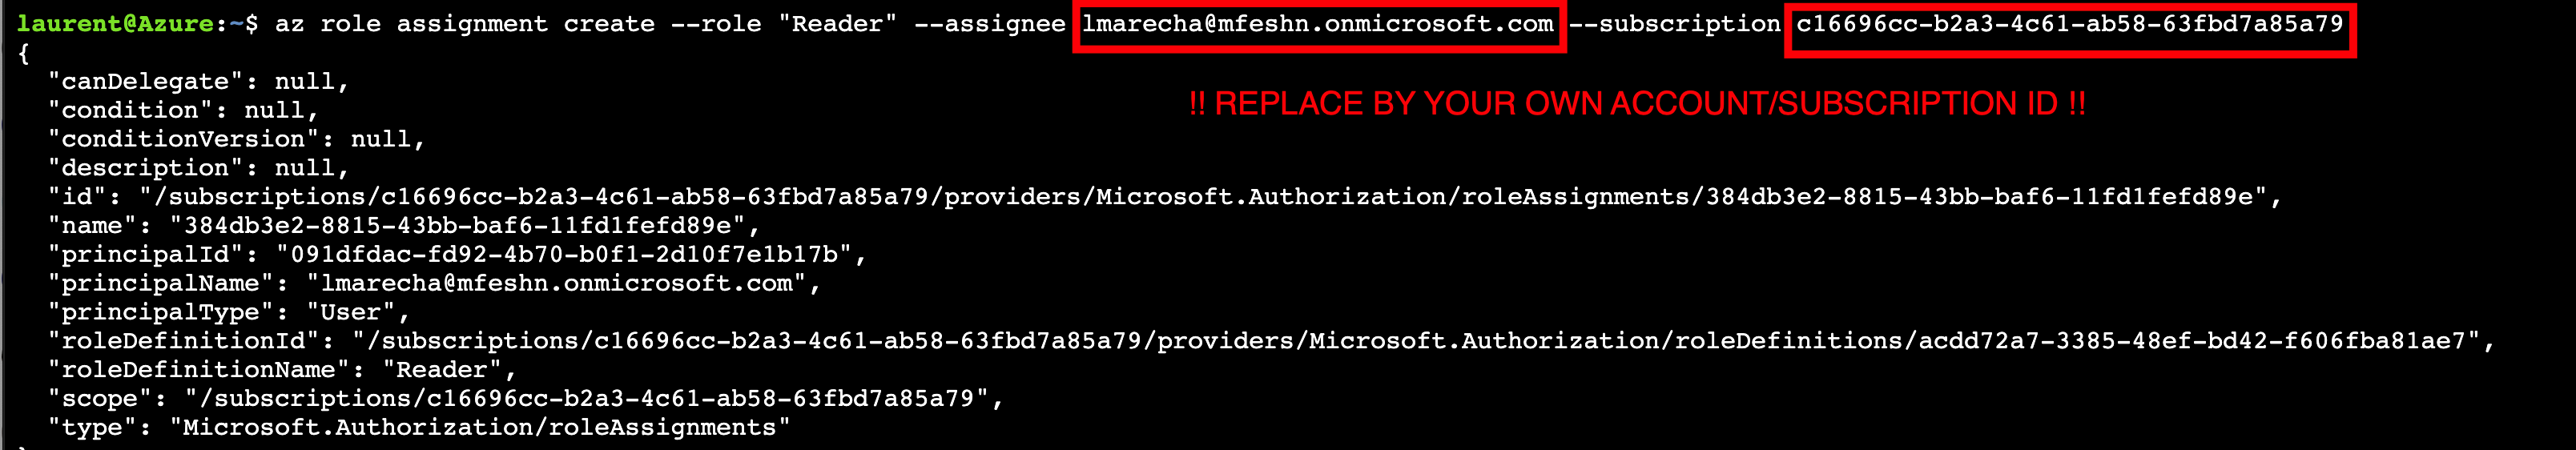 laurent@Azure:~$ az role assignment create --role "Reader" --assignee lmarecha@mfeshn.onmicrosoft.com --subscription c16696cc-b2a3-4c61-ab58-63fbd7a85a79
{
  "canDelegate": null,
!! REPLACE BY YOUR OWN ACCOUNT/SUBSCRIPTION ID !!
  "condition": null,
  "conditionVersion": null,
  "description": null,
  "id": "/subscriptions/c16696cc-b2a3-4c61-ab58-63fbd7a85a79/providers/Microsoft.Authorization/roleAssignments/384db3e2-8815-43bb-baf6-11fd1fefd89e",
  "name": "384db3e2-8815-43bb-baf6-11fd1fefd89e",
  "principalId": "091dfdac-fd92-4b70-b0f1-2d10f7e1b17b",
  "principalName": "lmarecha@mfeshn.onmicrosoft.com",
  "principalType": "User",
  "roleDefinitionId": "/subscriptions/c16696cc-b2a3-4c61-ab58-63fbd7a85a79/providers/Microsoft.Authorization/roleDefinitions/acdd72a7-3385-48ef-bd42-f606fba81ae7",
  "roleDefinitionName": "Reader",
  "scope": "/subscriptions/c16696cc-b2a3-4c61-ab58-63fbd7a85a79",
  "type": "Microsoft.Authorization/roleAssignments"